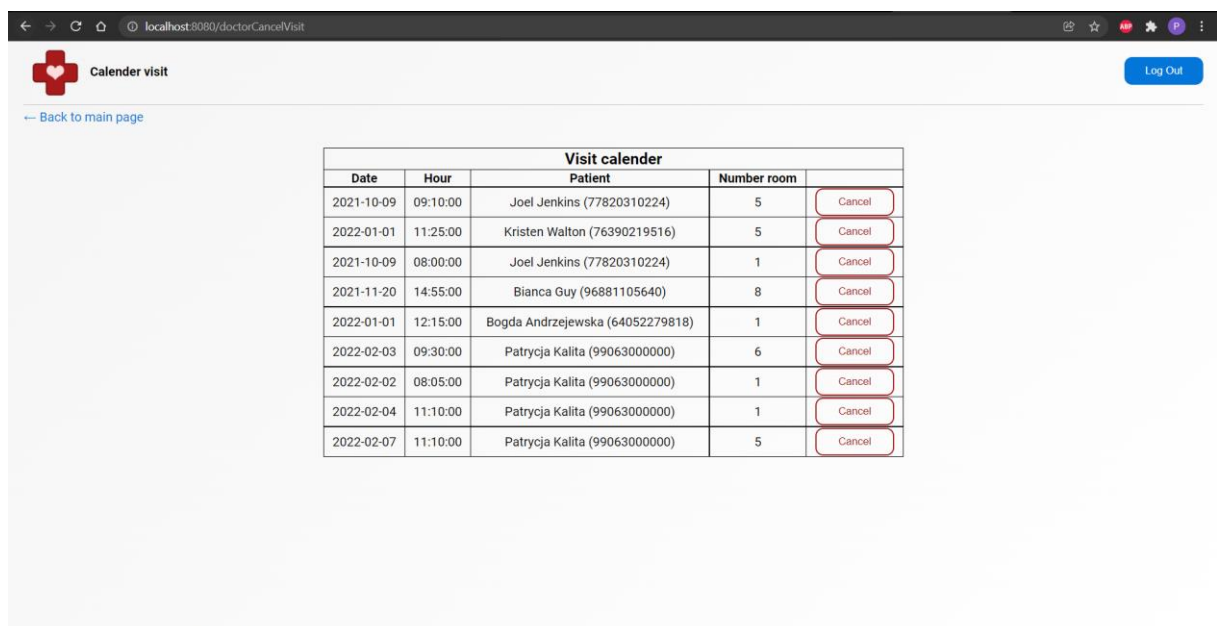 localhost:8080/doctorCancelVisit
ABP
P
Calender visit
Log Out
← Back to main page
Visit calender
Date Hour Patient Number room
2021-10-09 09:10:00 Joel Jenkins (77820310224) 5 Cancel
2022-01-01 11:25:00 Kristen Walton (76390219516) 5 Cancel
2021-10-09 08:00:00 Joel Jenkins (77820310224) 1 Cancel
2021-11-20 14:55:00 Bianca Guy (96881105640) 8 Cancel
2022-01-01 12:15:00 Bogda Andrzejewska (64052279818) 1 Cancel
2022-02-03 09:30:00 Patrycja Kalita (99063000000) 6 Cancel
2022-02-02 08:05:00 Patrycja Kalita (99063000000) 1 Cancel
2022-02-04 11:10:00 Patrycja Kalita (99063000000) 1 Cancel
2022-02-07 11:10:00 Patrycja Kalita (99063000000) 5 Cancel